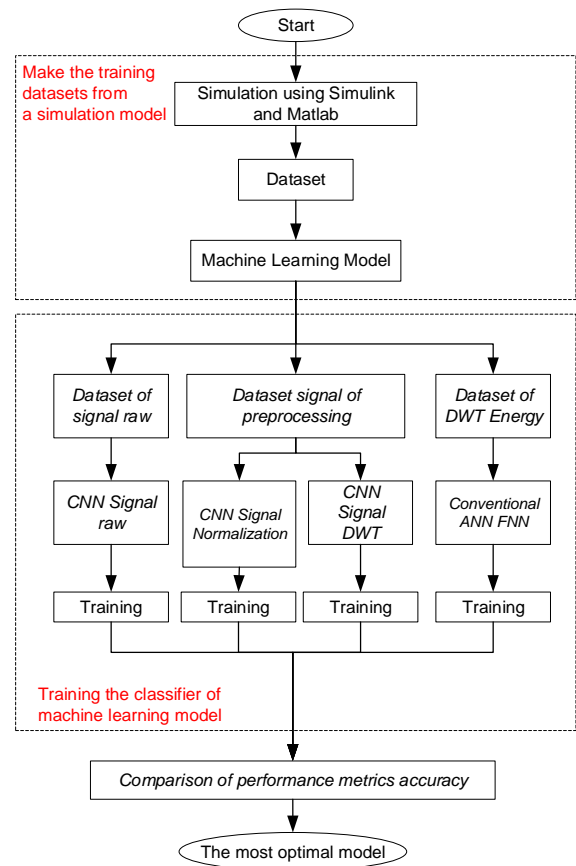 Start
Make the training
datasets from
a simulation model
Simulation using Simulink
and Matlab
Dataset
Machine Learning Model
Dataset of
signal raw
Dataset signal of
preprocessing
Dataset of
DWT Energy
CNN Signal
raw
CNN Signal
Normalization
CNN
Signal
DWT
Conventional
ANN FNN
Training
Training
Training
Training
Training the classifier of
machine learning model
Comparison of performance metrics accuracy
The most optimal model